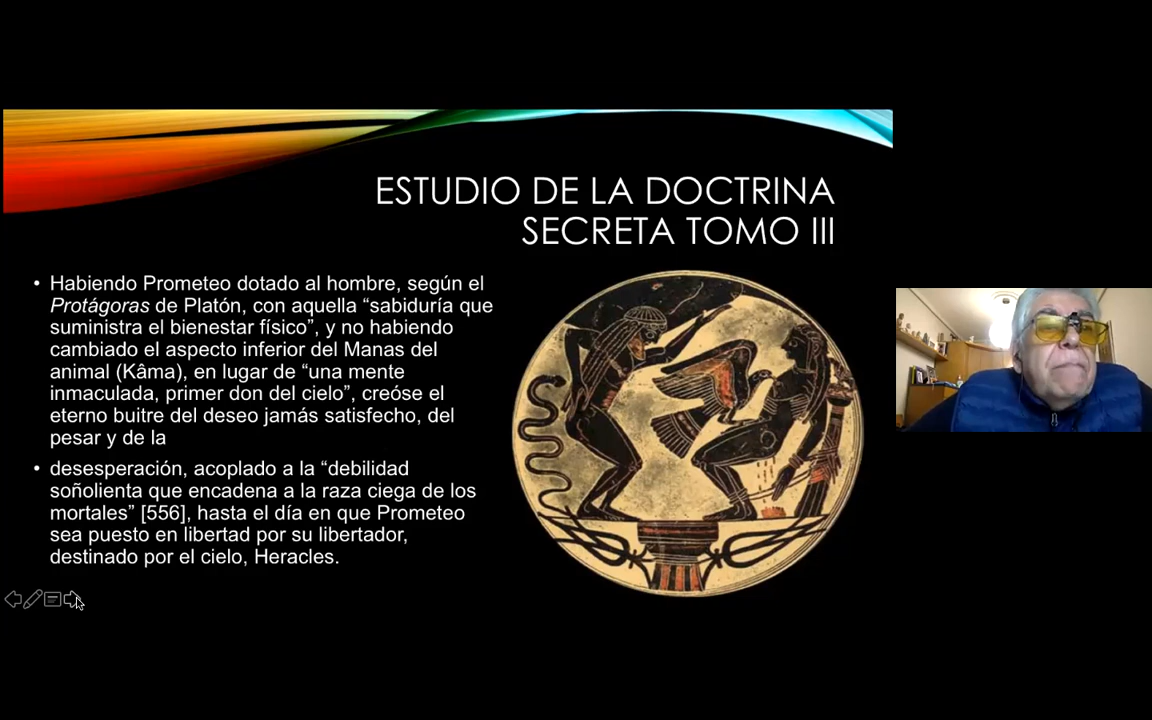 ESTUDIO DE LA DOCTRINA
SECRETA TOMO III
• Habiendo Prometeo dotado al hombre, según el
Protágoras de Platón, con aquella “sabiduría que
suministra el bienestar físico”, y no habiendo
cambiado el aspecto inferior del Manas del
animal (Kâma), en lugar de “una mente
inmaculada, primer don del cielo”, creóse el
eterno buitre del deseo jamás satisfecho, del
pesar y de la
• desesperación, acoplado a la “debilidad
soñolienta que encadena a la raza ciega de los
mortales” [556], hasta el día en que Prometeo
sea puesto en libertad por su libertador,
destinado por el cielo, Heracles.